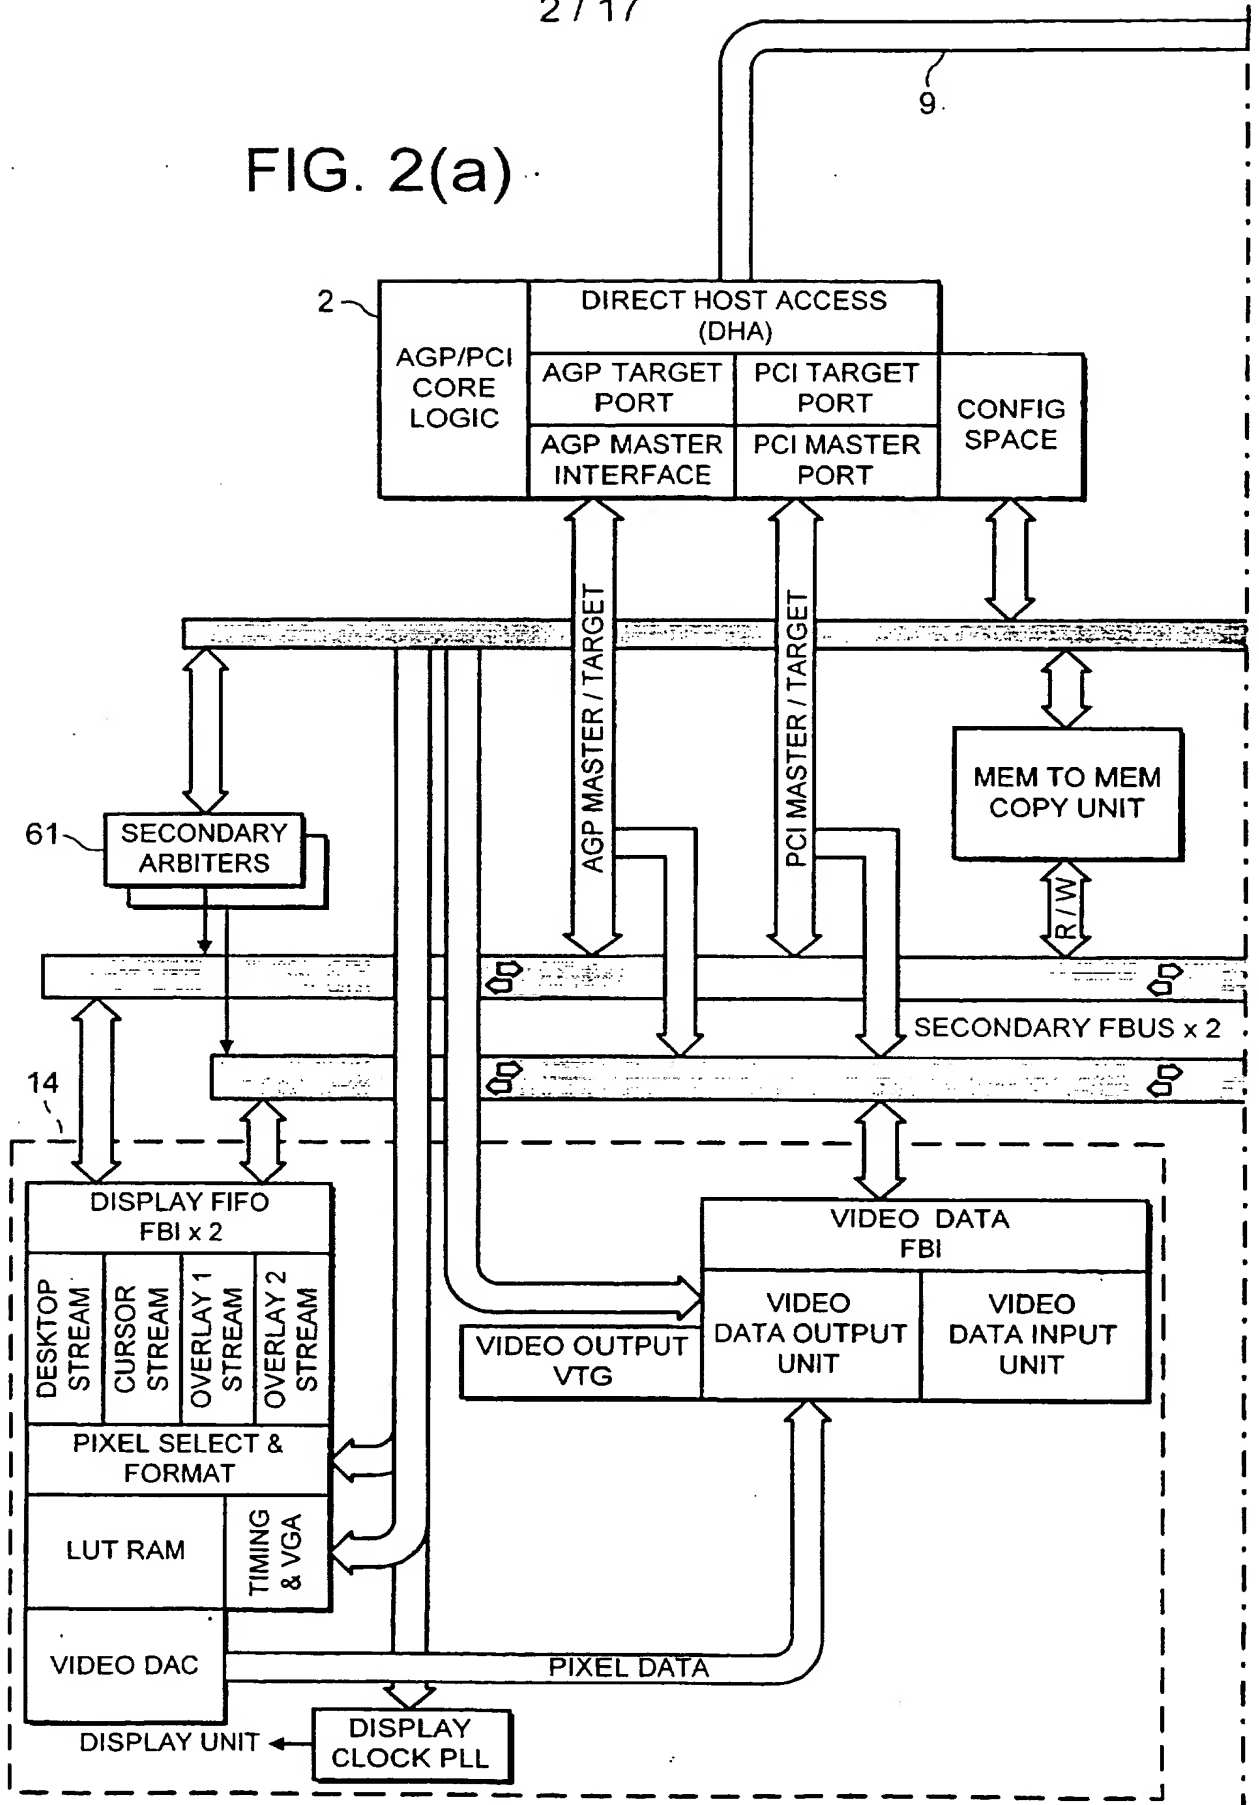 2 / 17
9
FIG. 2(a)
2
DIRECT HOST ACCESS
(DHA)
AGP/PCI
CORE
LOGIC
AGP TARGET
PORT
PCI TARGET
PORT
CONFIG
SPACE
AGP MASTER
INTERFACE
PCI MASTER
PORT
AGP MASTER / TARGET
PCI MASTER / TARGET
MEM TO MEM
COPY UNIT
R / W
61
SECONDARY
ARBITERS
SECONDARY FBUS x 2
14
DISPLAY FIFO
FBI x 2
DESKTOP
STREAM
CURSOR
STREAM
OVERLAY 1
STREAM
OVERLAY 2
STREAM
PIXEL SELECT &
FORMAT
LUT RAM
TIMING
& VGA
VIDEO DAC
VIDEO DATA
FBI
VIDEO
DATA OUTPUT
UNIT
VIDEO
DATA INPUT
UNIT
VIDEO OUTPUT
VTG
PIXEL DATA
DISPLAY UNIT
DISPLAY
CLOCK PLL